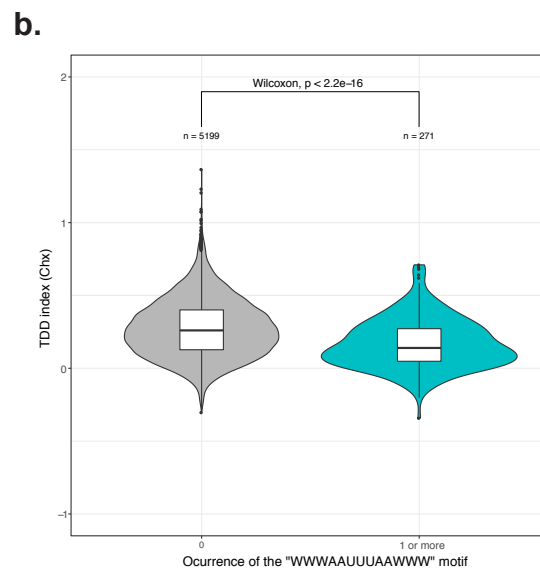 b.
2
Wilcoxon, p < 2.2e−16
n = 5199
n = 271
1
TDD index (Chx)
0
−1
0
1 or more
Ocurrence of the "WWWAAUUUAAWWW" motif